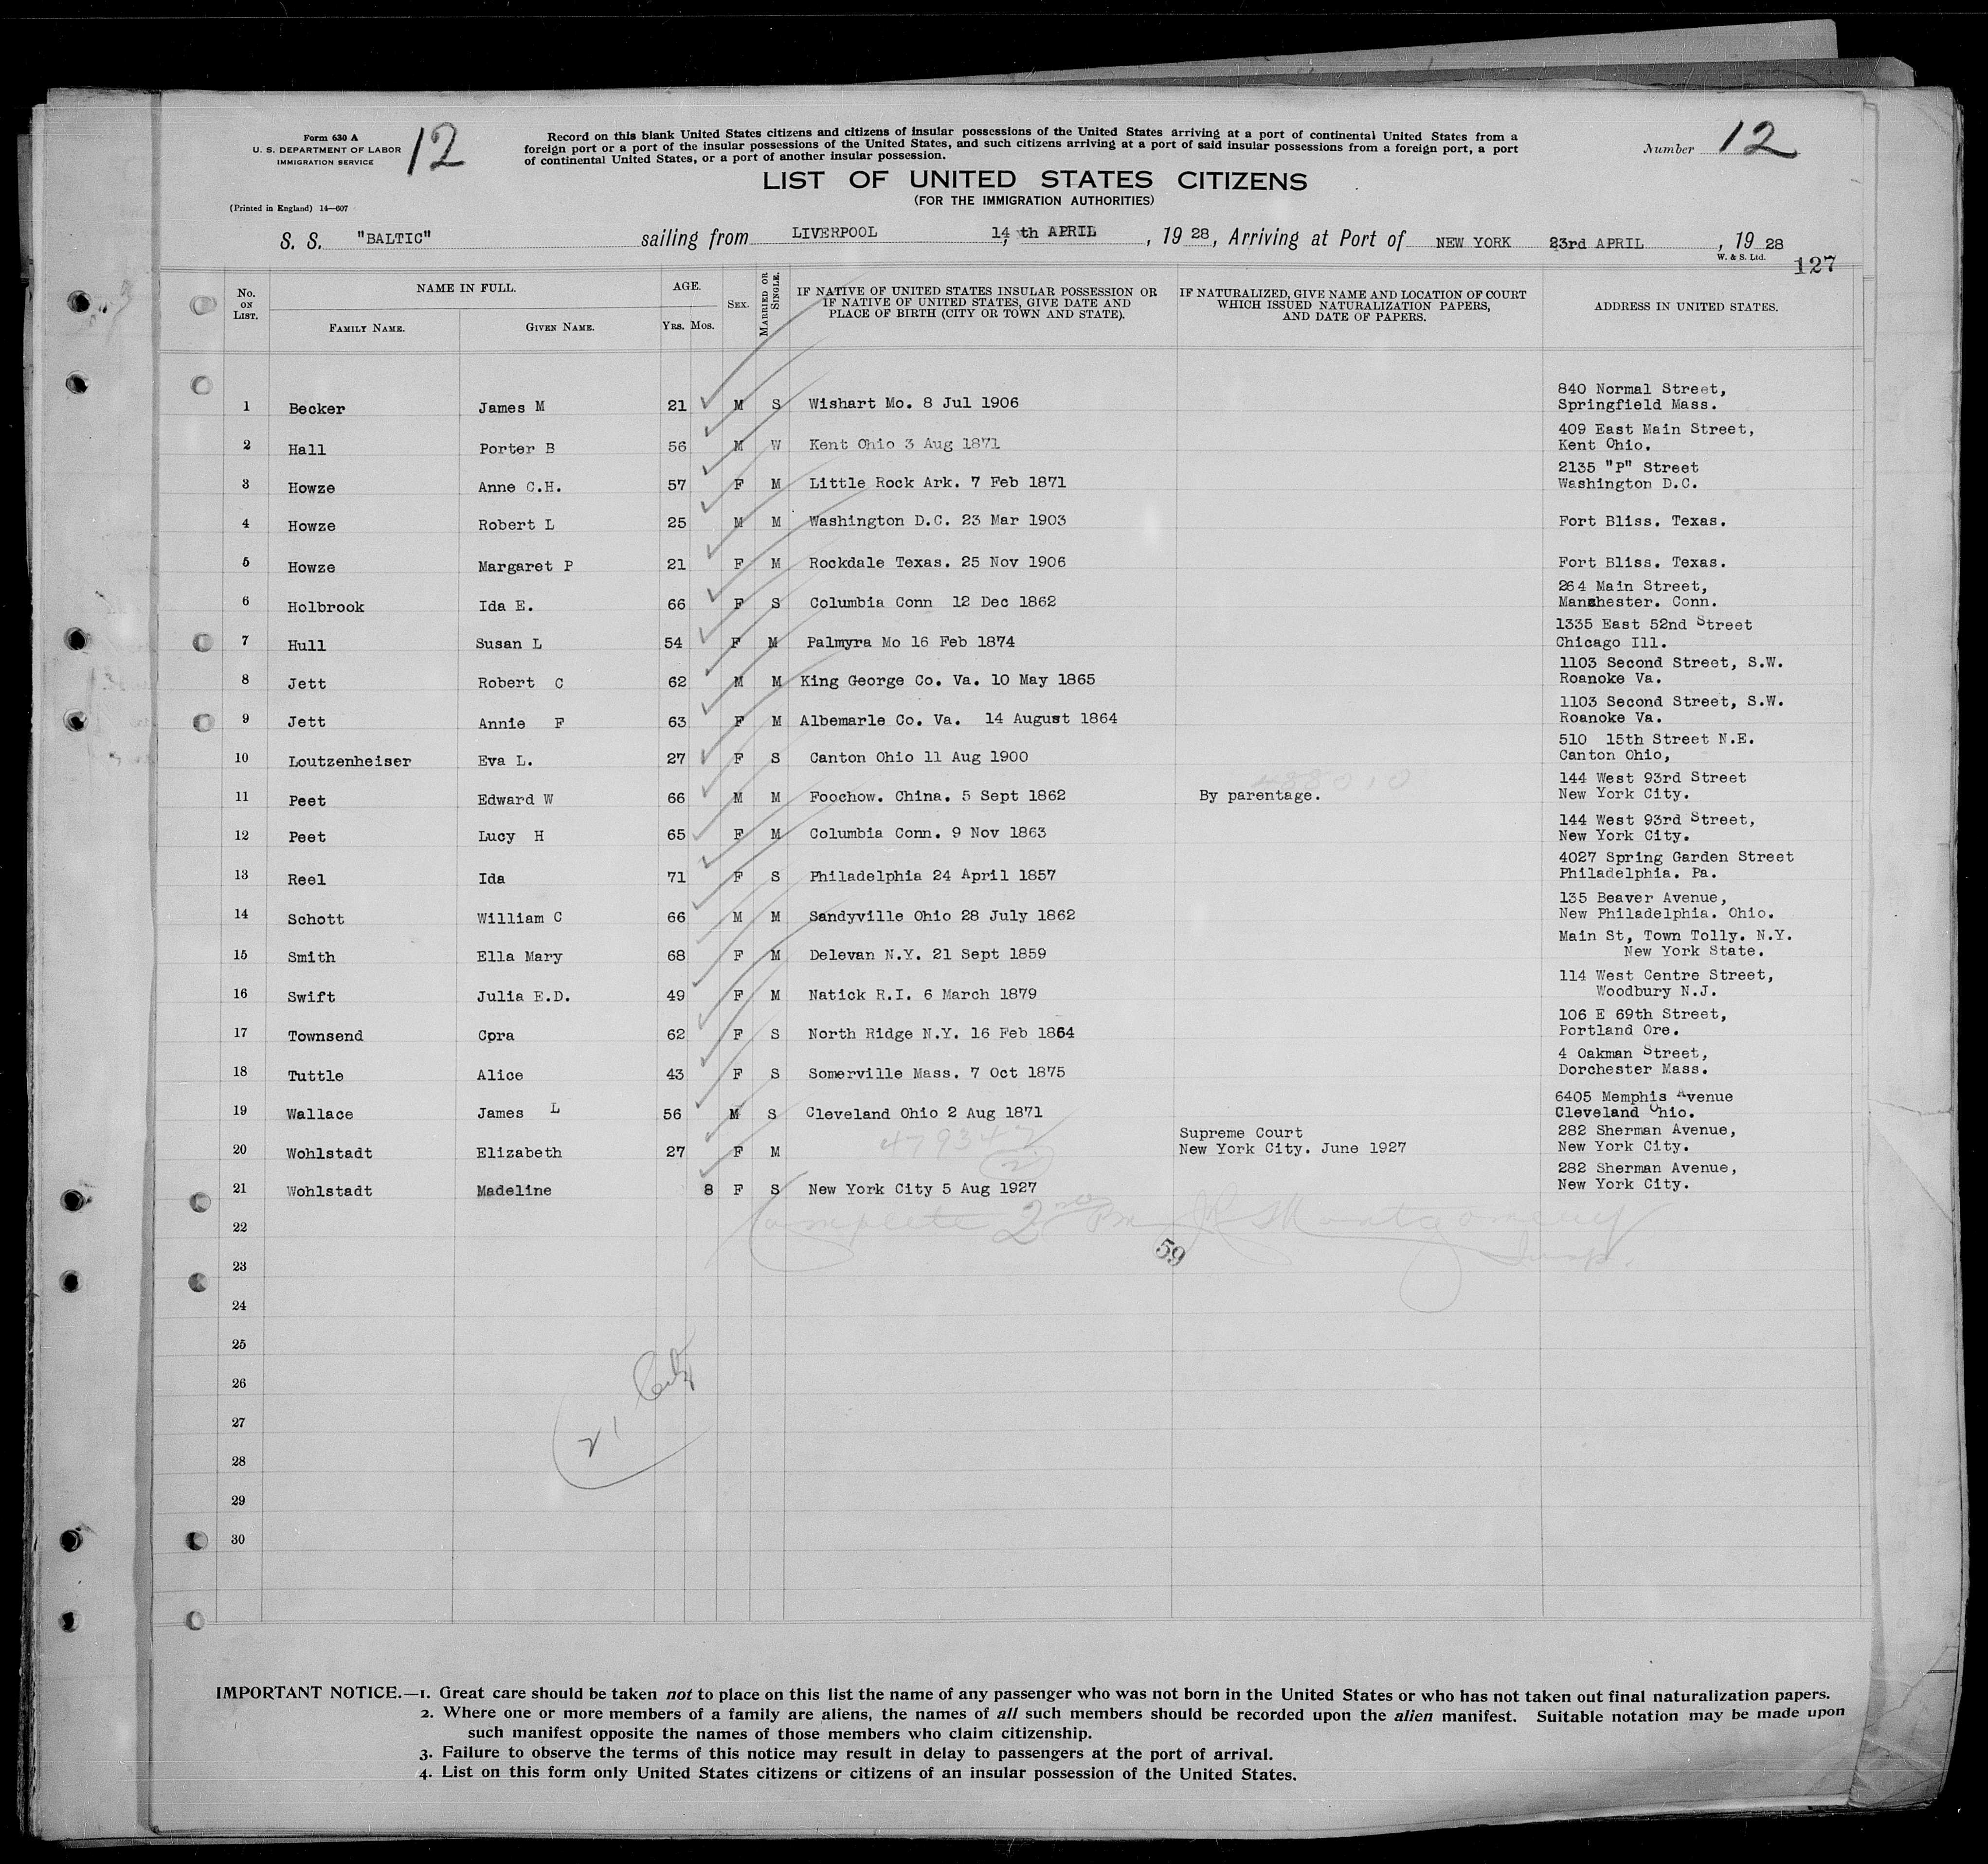 Form 630 A
U. S. DEPARTMENT OF LABOR
IMMIGRATION SERVICE
12
(Printed in England) 14—607
Record on this blank United States citizens and citizens of insular possessions of the United States arriving at a port of continental United States from a
foreign port or a port of the insular possessions of the United States, and such citizens arriving at a port of said insular possessions from a foreign port, a port
of continental United States, or a port of another insular possession.
Number 12
LIST OF UNITED STATES CITIZENS
(FOR THE IMMIGRATION AUTHORITIES)
S. S. "BALTIC" sailing from LIVERPOOL 14 th APRIL, 1928, Arriving at Port of NEW YORK 23rd APRIL, 1928
W. & S. Ltd.
127
No. ON LIST. NAME IN FULL. FAMILY NAME. GIVEN NAME. AGE. YRS. MOS. SEX. MARRIED OR SINGLE. IF NATIVE OF UNITED STATES INSULAR POSSESSION OR IF NATIVE OF UNITED STATES, GIVE DATE AND PLACE OF BIRTH (CITY OR TOWN AND STATE). IF NATURALIZED, GIVE NAME AND LOCATION OF COURT WHICH ISSUED NATURALIZATION PAPERS, AND DATE OF PAPERS. ADDRESS IN UNITED STATES.
1 Becker James M 21 M S Wishart Mo. 8 Jul 1906 840 Normal Street, Springfield Mass.
2 Hall Porter B 56 M W Kent Ohio 3 Aug 1871 409 East Main Street, Kent Ohio.
3 Howze Anne C.H. 57 F M Little Rock Ark. 7 Feb 1871 2135 "P" Street Washington D.C.
4 Howze Robert L 25 M M Washington D.C. 23 Mar 1903 Fort Bliss. Texas.
5 Howze Margaret P 21 F M Rockdale Texas. 25 Nov 1906 Fort Bliss. Texas.
6 Holbrook Ida E. 66 F S Columbia Conn 12 Dec 1862 264 Main Street, Manchester. Conn.
7 Hull Susan L 54 F M Palmyra Mo 16 Feb 1874 1335 East 52nd Street Chicago Ill.
8 Jett Robert C 62 M M King George Co. Va. 10 May 1865 1103 Second Street, S.W. Roanoke Va.
9 Jett Annie F 63 F M Albemarle Co. Va. 14 August 1864 1103 Second Street, S.W. Roanoke Va.
10 Loutzenheiser Eva L. 27 F S Canton Ohio 11 Aug 1900 510 15th Street N.E. Canton Ohio,
11 Peet Edward W 66 M M Foochow. China. 5 Sept 1862 By parentage. 144 West 93rd Street New York City.
12 Peet Lucy H 65 F M Columbia Conn. 9 Nov 1863 144 West 93rd Street, New York City.
13 Reel Ida 71 F S Philadelphia 24 April 1857 4027 Spring Garden Street Philadelphia. Pa.
14 Schott William C 66 M M Sandyville Ohio 28 July 1862 135 Beaver Avenue, New Philadelphia. Ohio.
15 Smith Ella Mary 68 F M Delevan N.Y. 21 Sept 1859 Main St, Town Tolly. N.Y. New York State.
16 Swift Julia E.D. 49 F M Natick R.I. 6 March 1879 114 West Centre Street, Woodbury N.J.
17 Townsend Cora 62 F S North Ridge N.Y. 16 Feb 1864 106 E 69th Street, Portland Ore.
18 Tuttle Alice 43 F S Somerville Mass. 7 Oct 1875 4 Oakman Street, Dorchester Mass.
19 Wallace James L 56 M S Cleveland Ohio 2 Aug 1871 6405 Memphis Avenue Cleveland Ohio.
20 Wohlstadt Elizabeth 27 F M 479347 Supreme Court New York City. June 1927 282 Sherman Avenue, New York City.
21 Wohlstadt Madeline 8 F S New York City 5 Aug 1927 282 Sherman Avenue, New York City.
22 Complete 2nd Montgomery Insp.
59
23
24
25
26
27
21
28
29
30
IMPORTANT NOTICE.—1. Great care should be taken not to place on this list the name of any passenger who was not born in the United States or who has not taken out final naturalization papers.
2. Where one or more members of a family are aliens, the names of all such members should be recorded upon the alien manifest. Suitable notation may be made upon
such manifest opposite the names of those members who claim citizenship.
3. Failure to observe the terms of this notice may result in delay to passengers at the port of arrival.
4. List on this form only United States citizens or citizens of an insular possession of the United States.